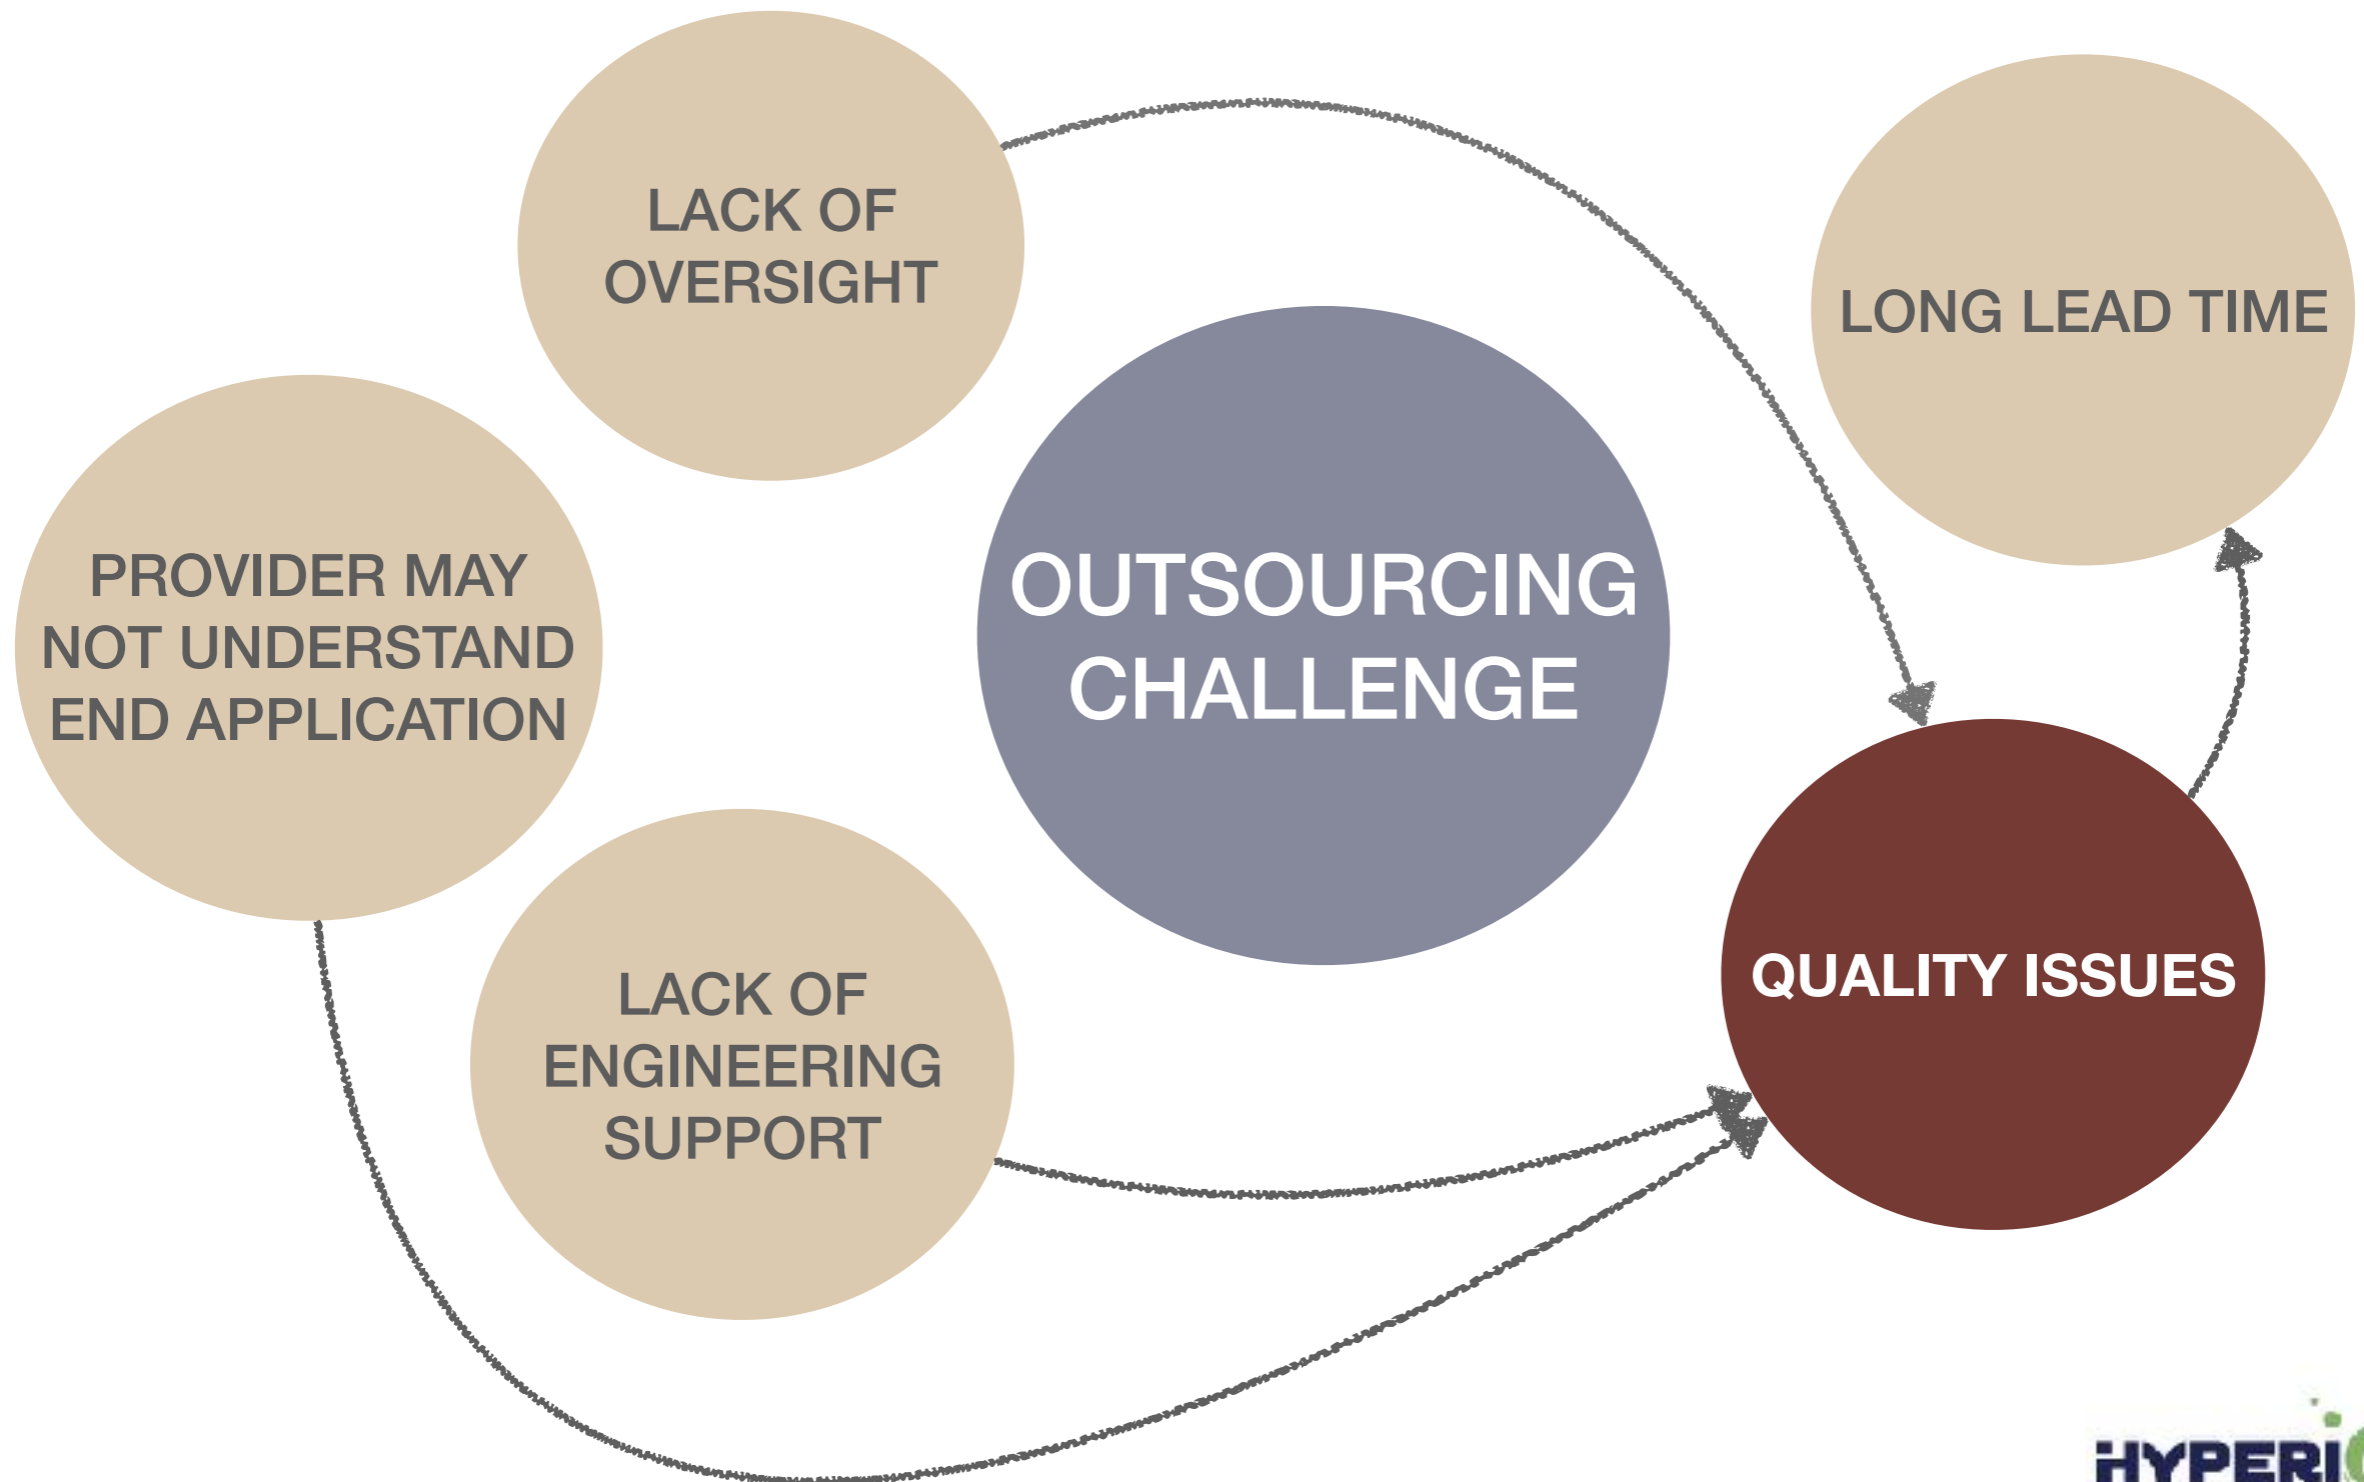 LACK OF
OVERSIGHT
LONG LEAD TIME
PROVIDER MAY
NOT UNDERSTAND
END APPLICATION
OUTSOURCING
CHALLENGE
LACK OF
ENGINEERING
SUPPORT
QUALITY ISSUES